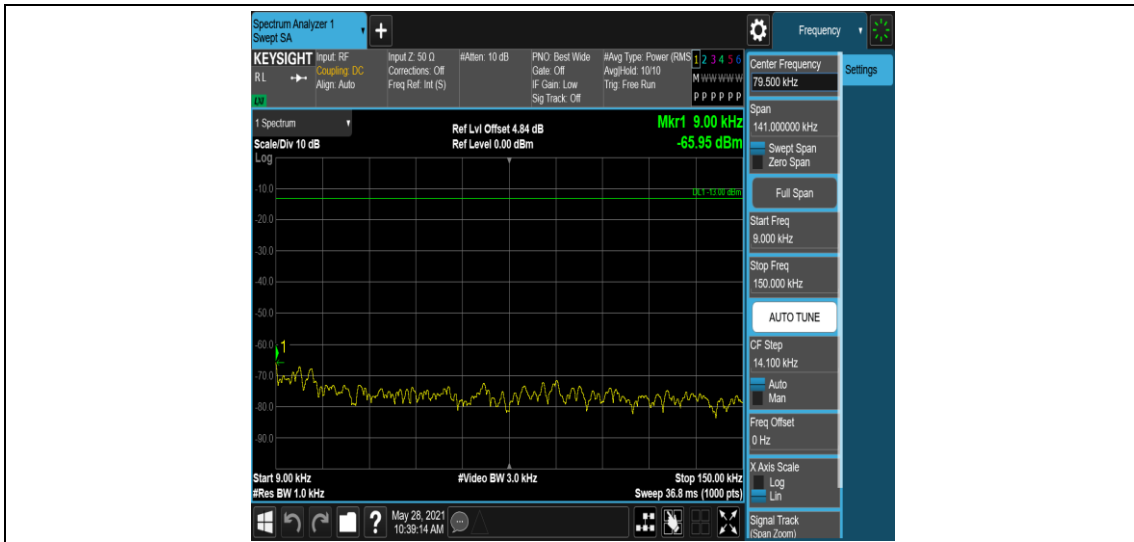 Spectrum Analyzer 1
Swept SA
+
Frequency
KEYSIGHT
RL
LXI
Input: RF
Coupling: DC
Align: Auto
Input Z: 50 Ω
Corrections: Off
Freq Ref: Int (S)
#Atten: 10 dB
PNO: Best Wide
Gate: Off
IF Gain: Low
Sig Track: Off
#Avg Type: Power (RMS
Avg|Hold: 10/10
Trig: Free Run
1 2 3 4 5 6
M W W W W W
P P P P P P
1 Spectrum
Scale/Div 10 dB
Log
Ref Lvl Offset 4.84 dB
Ref Level 0.00 dBm
Mkr1 9.00 kHz
-65.95 dBm
DL1 -13.00 dBm
-10.0
-20.0
-30.0
-40.0
-50.0
-60.0
1
-70.0
-80.0
-90.0
Start 9.00 kHz
#Res BW 1.0 kHz
#Video BW 3.0 kHz
Stop 150.00 kHz
Sweep 36.8 ms (1000 pts)
?
May 28, 2021
10:39:14 AM
Center Frequency
79.500 kHz
Settings
Span
141.000000 kHz
Swept Span
Zero Span
Full Span
Start Freq
9.000 kHz
Stop Freq
150.000 kHz
AUTO TUNE
CF Step
14.100 kHz
Auto
Man
Freq Offset
0 Hz
X Axis Scale
Log
Lin
Signal Track
(Span Zoom)